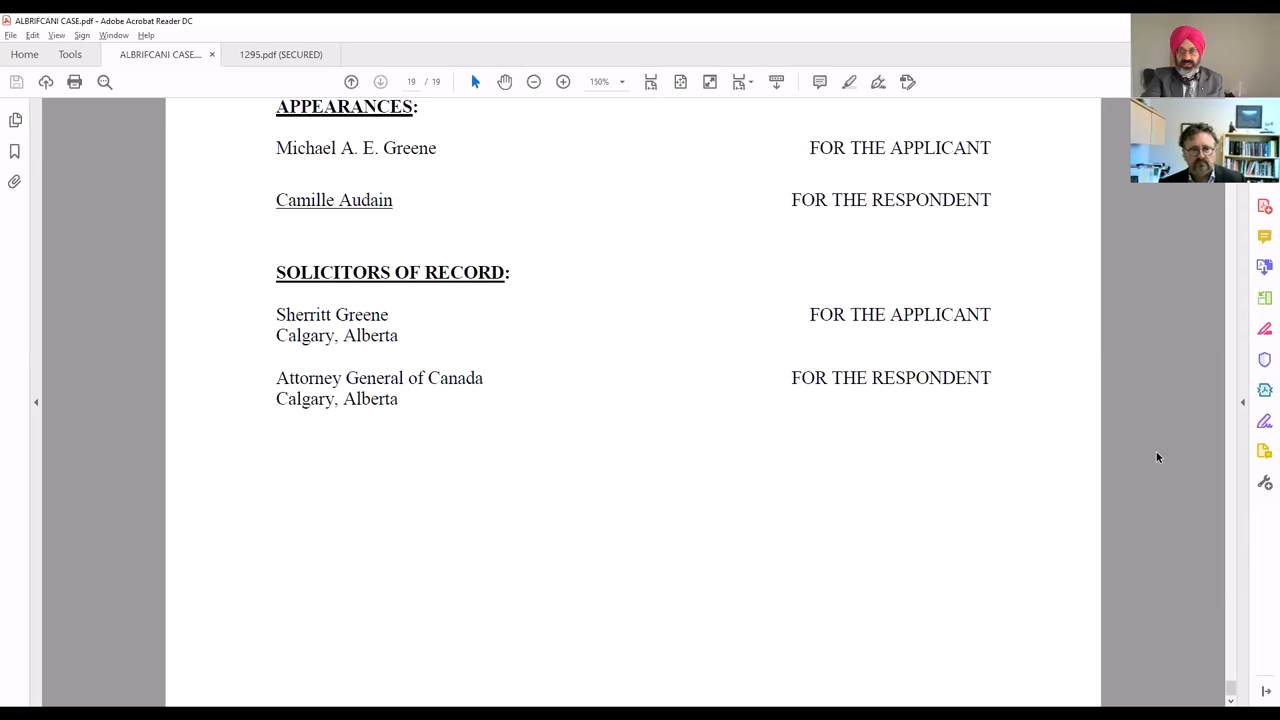 ALBRIFCANI CASE.pdf - Adobe Acrobat Reader DC
File Edit View Sign Window Help
Home Tools ALBRIFCANI CASE.... × 1295.pdf (SECURED)
19 / 19 150%
APPEARANCES:
Michael A. E. Greene FOR THE APPLICANT
Camille Audain FOR THE RESPONDENT
SOLICITORS OF RECORD:
Sherritt Greene FOR THE APPLICANT
Calgary, Alberta
Attorney General of Canada FOR THE RESPONDENT
Calgary, Alberta